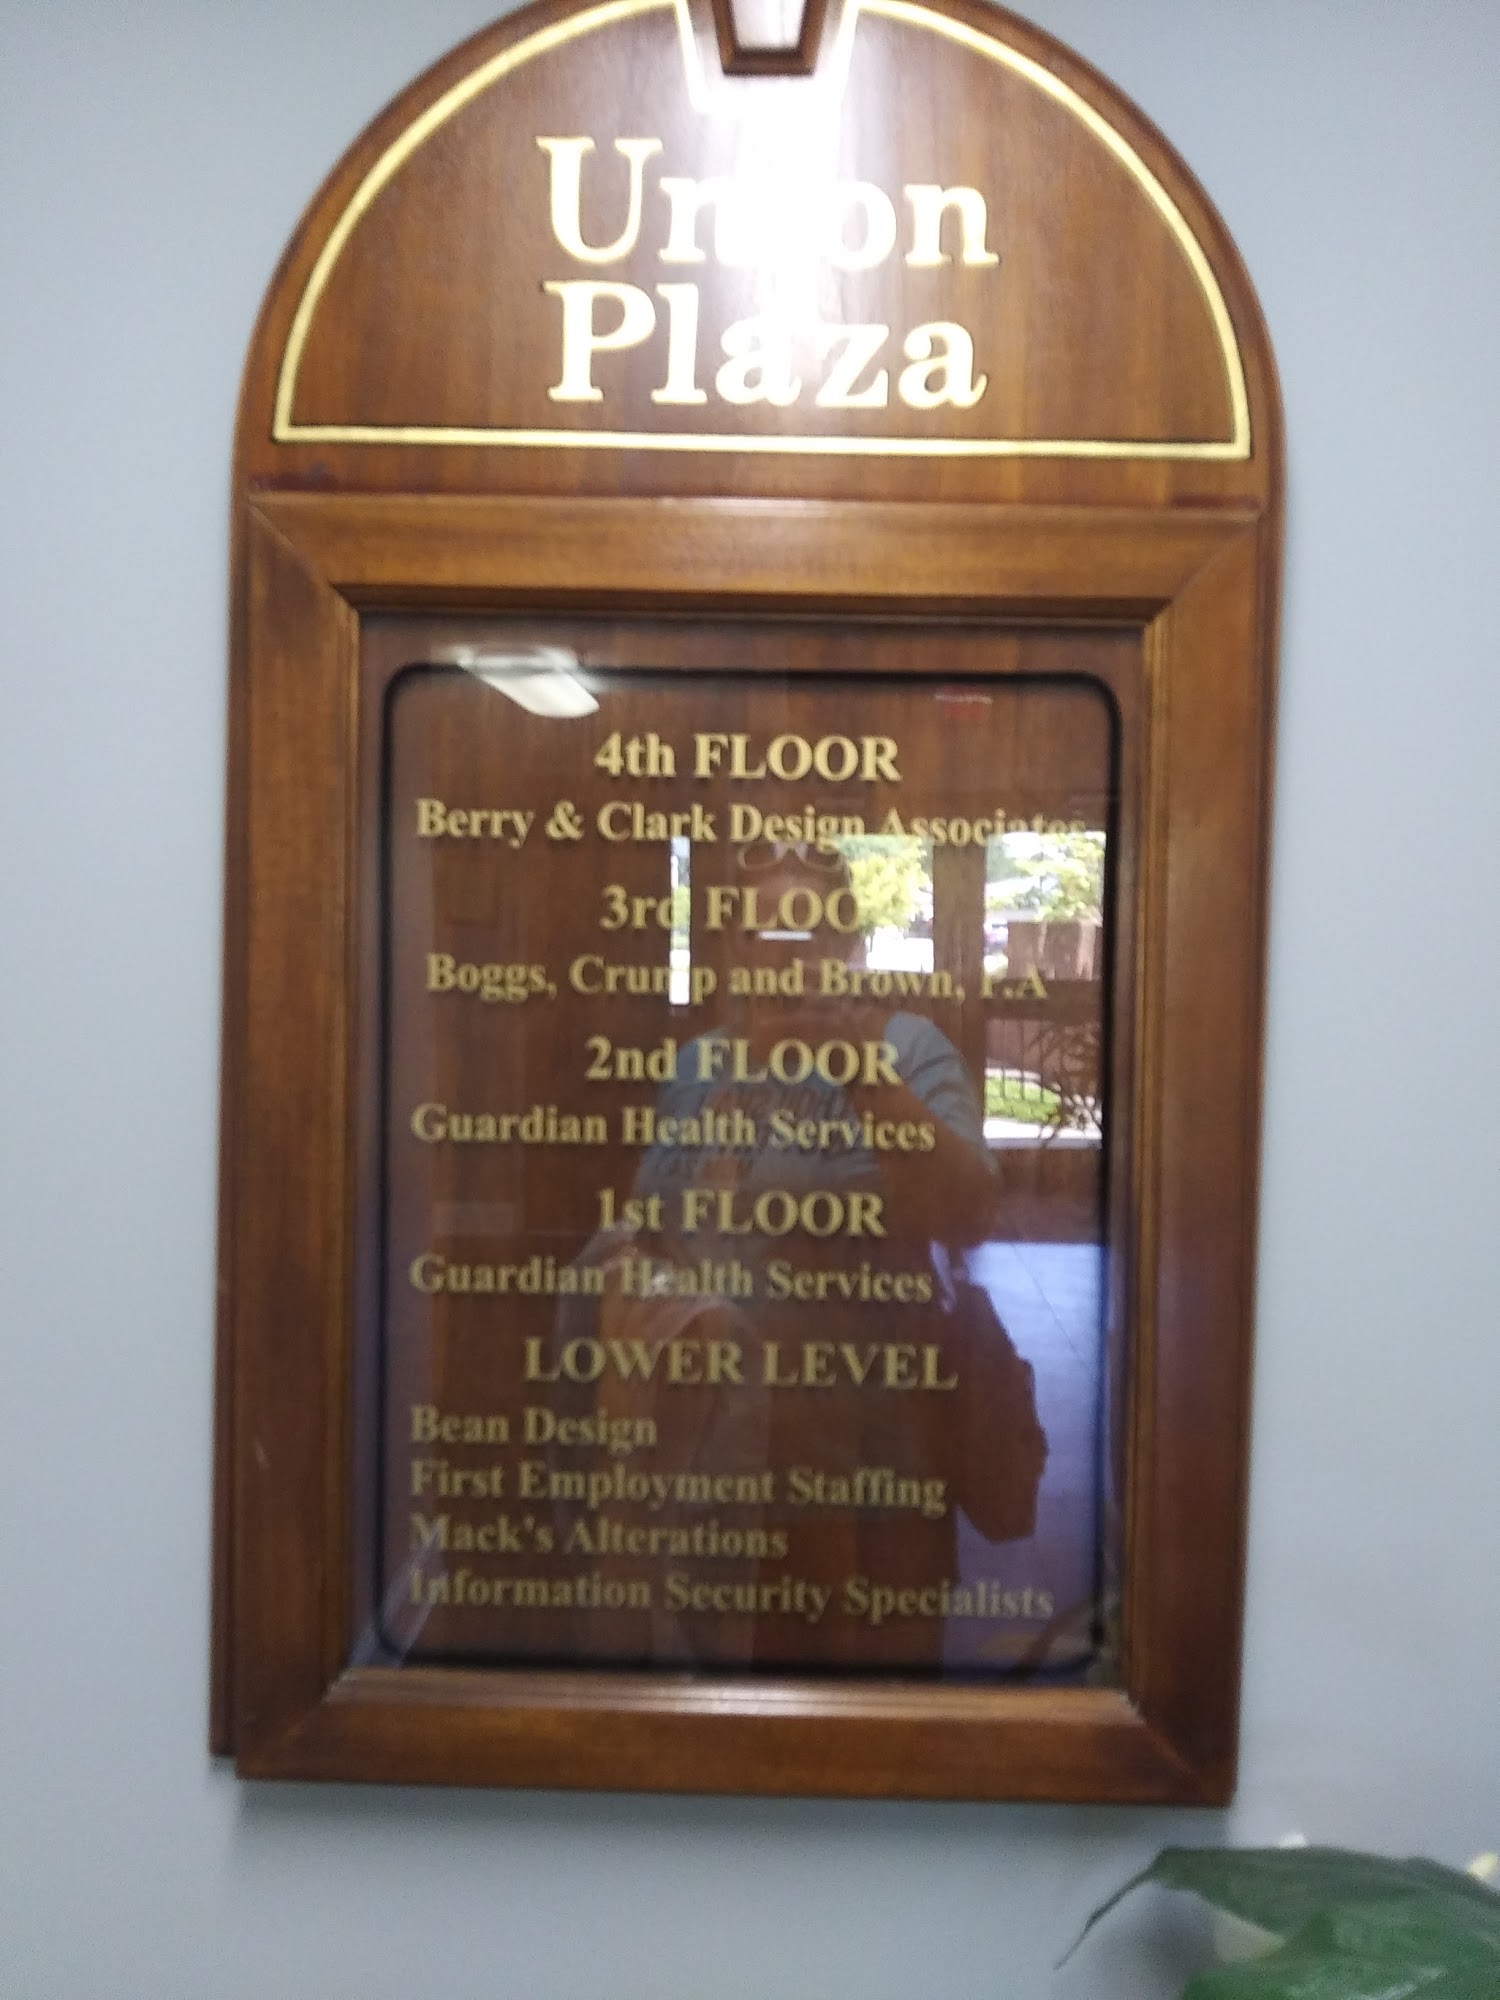 Union
Plaza
4th FLOOR
Berry & Clark Design Associates
3rd FLOOR
Boggs, Crump and Brown, P.A
2nd FLOOR
Guardian Health Services
1st FLOOR
Guardian Health Services
LOWER LEVEL
Bean Design
First Employment Staffing
Mack's Alterations
Information Security Specialists